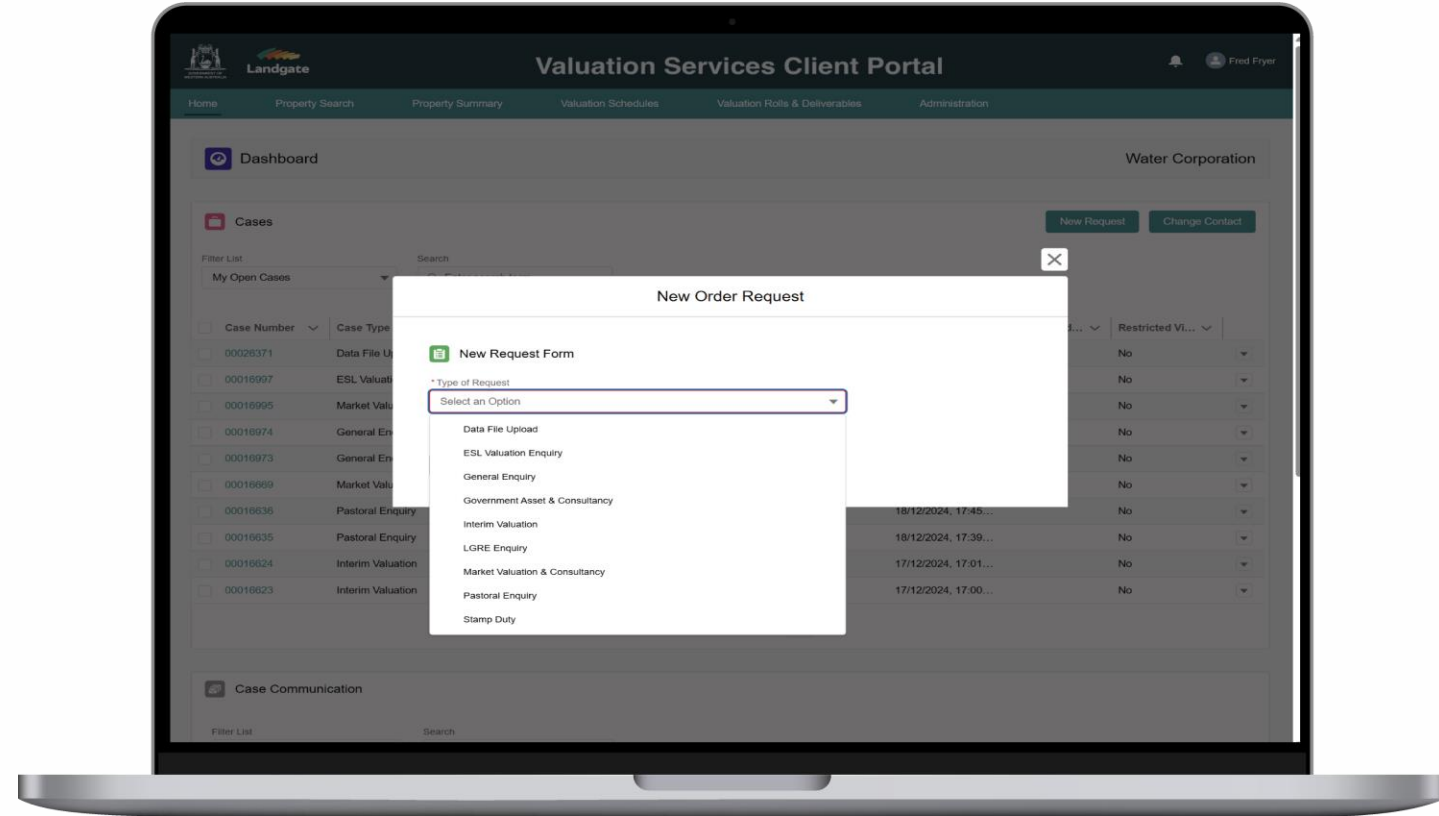 GOVERNMENT OF
WESTERN AUSTRALIA
Landgate
Valuation Services Client Portal
Fred Fryer
Home Property Search Property Summary Valuation Schedules Valuation Rolls & Deliverables Administration
Dashboard Water Corporation
Cases New Request Change Contact
Filter List Search
My Open Cases Enter search term
New Order Request
Case Number Case Type d... Restricted Vi...
00026371 Data File U No
00016997 ESL Valuati No
00016995 Market Valu No
00016974 General En No
00016973 General En No
00016669 Market Valu No
00016636 Pastoral Enquiry 18/12/2024, 17:45... No
00016635 Pastoral Enquiry 18/12/2024, 17:39... No
00016624 Interim Valuation 17/12/2024, 17:01... No
00016623 Interim Valuation 17/12/2024, 17:00... No
New Request Form
* Type of Request
Select an Option
Data File Upload
ESL Valuation Enquiry
General Enquiry
Government Asset & Consultancy
Interim Valuation
LGRE Enquiry
Market Valuation & Consultancy
Pastoral Enquiry
Stamp Duty
Case Communication
Filter List Search